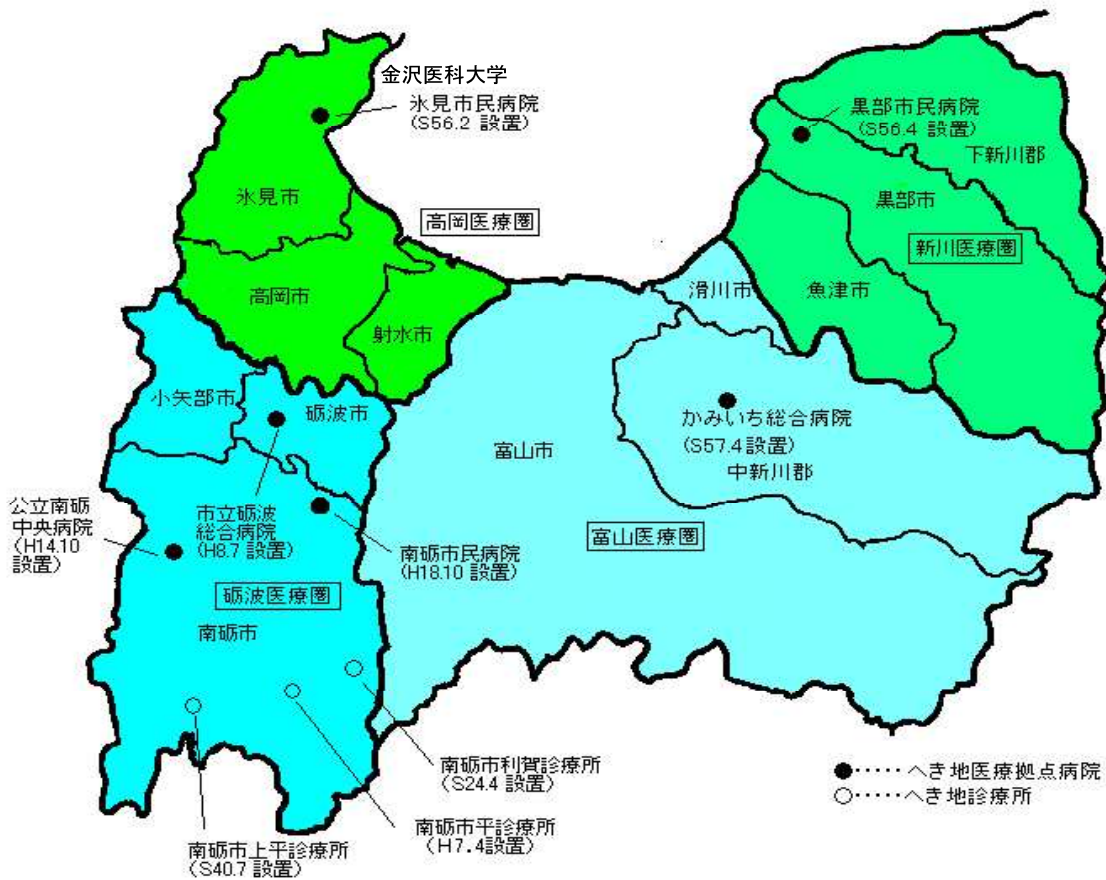 金沢医科大学
氷見市民病院
(S56.2 設置)
黒部市民病院
(S56.4 設置)
下新川郡
氷見市
黒部市
高岡医療圏
新川医療圏
高岡市
滑川市
魚津市
射水市
小矢部市
砺波市
かみいち総合病院
(S57.4設置)
富山市
中新川郡
公立南砺
中央病院
(H14.10
設置)
市立砺波
総合病院
(H8.7 設置)
南砺市民病院
(H18.10 設置)
富山医療圏
砺波医療圏
南砺市
南砺市利賀診療所
(S24.4 設置)
南砺市平診療所
(H7.4設置)
南砺市上平診療所
(S40.7 設置)
●・・・・・へき地医療拠点病院
○・・・・・へき地診療所